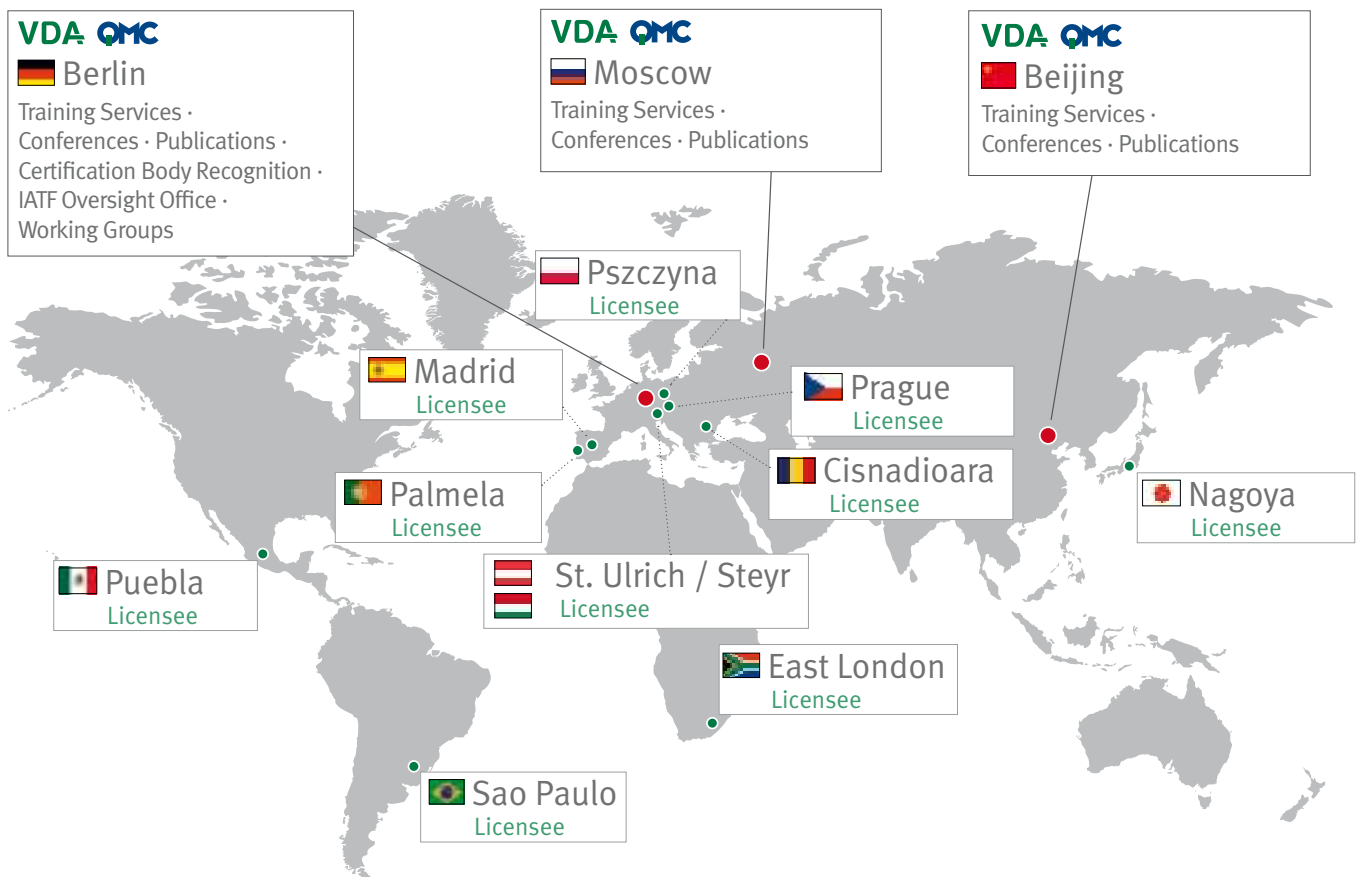 VDA QMC
Berlin
Training Services ·
Conferences · Publications ·
Certification Body Recognition ·
IATF Oversight Office ·
Working Groups
VDA QMC
Moscow
Training Services ·
Conferences · Publications
VDA QMC
Beijing
Training Services ·
Conferences · Publications
Pszczyna
Licensee
Madrid
Licensee
Prague
Licensee
Cisnadioara
Licensee
Palmela
Licensee
Nagoya
Licensee
Puebla
Licensee
St. Ulrich / Steyr
Licensee
East London
Licensee
Sao Paulo
Licensee